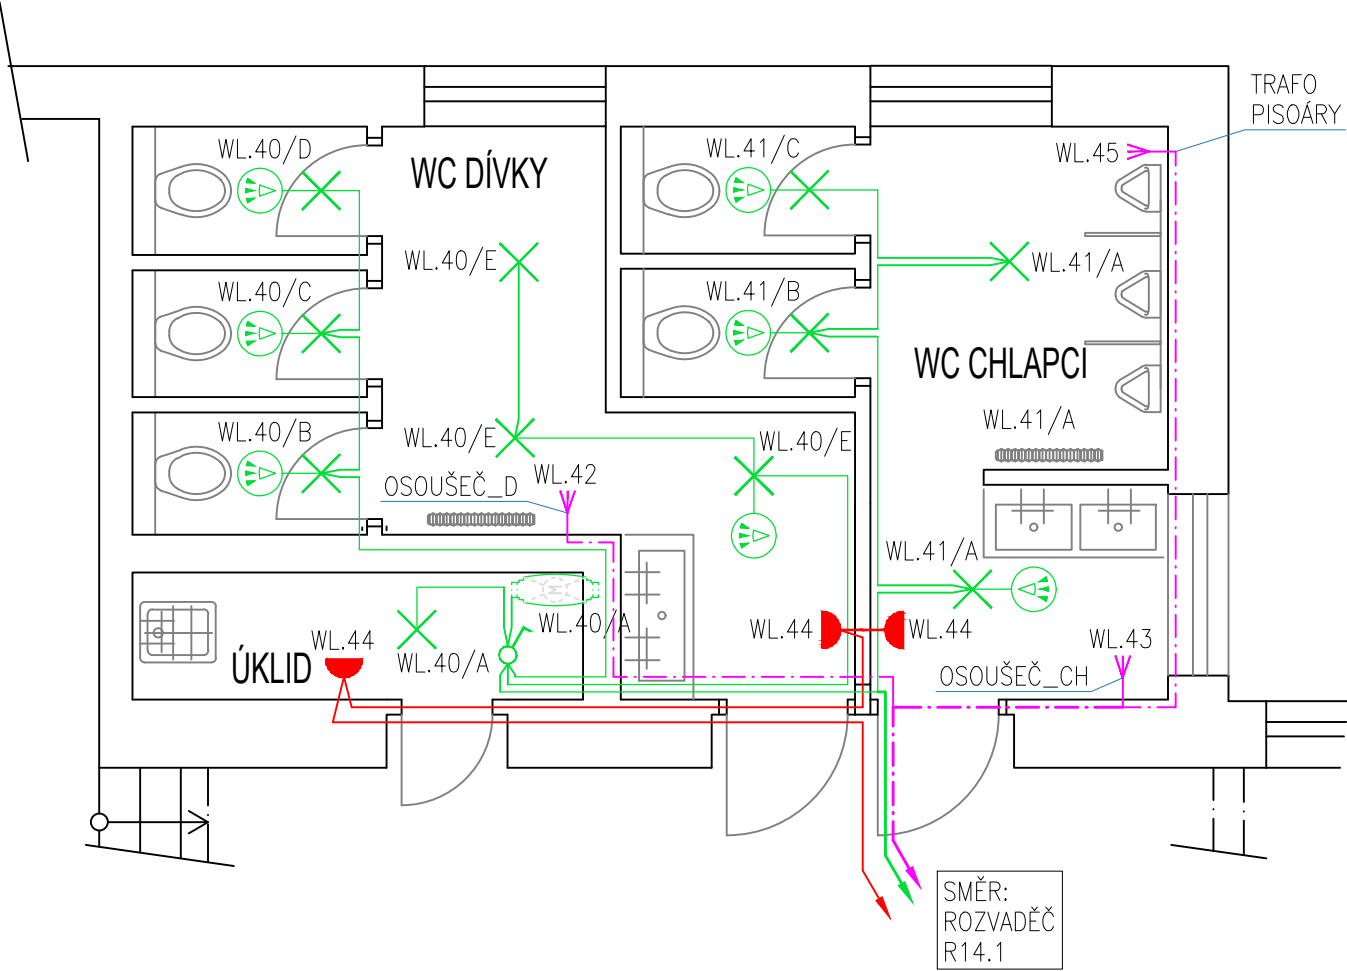 TRAFO
PISOÁRY
WL.40/D
WC DÍVKY
WL.41/C
WL.45
WL.40/E
WL.41/A
WL.40/C
WL.41/B
WC CHLAPCI
WL.41/A
WL.40/B
WL.40/E
WL.40/E
OSOUŠEČ_D
WL.42
WL.41/A
M
WL.40/A
WL.44
WL.44
WL.44
WL.43
ÚKLID
WL.40/A
OSOUŠEČ_CH
SMĚR:
ROZVADĚČ
R14.1